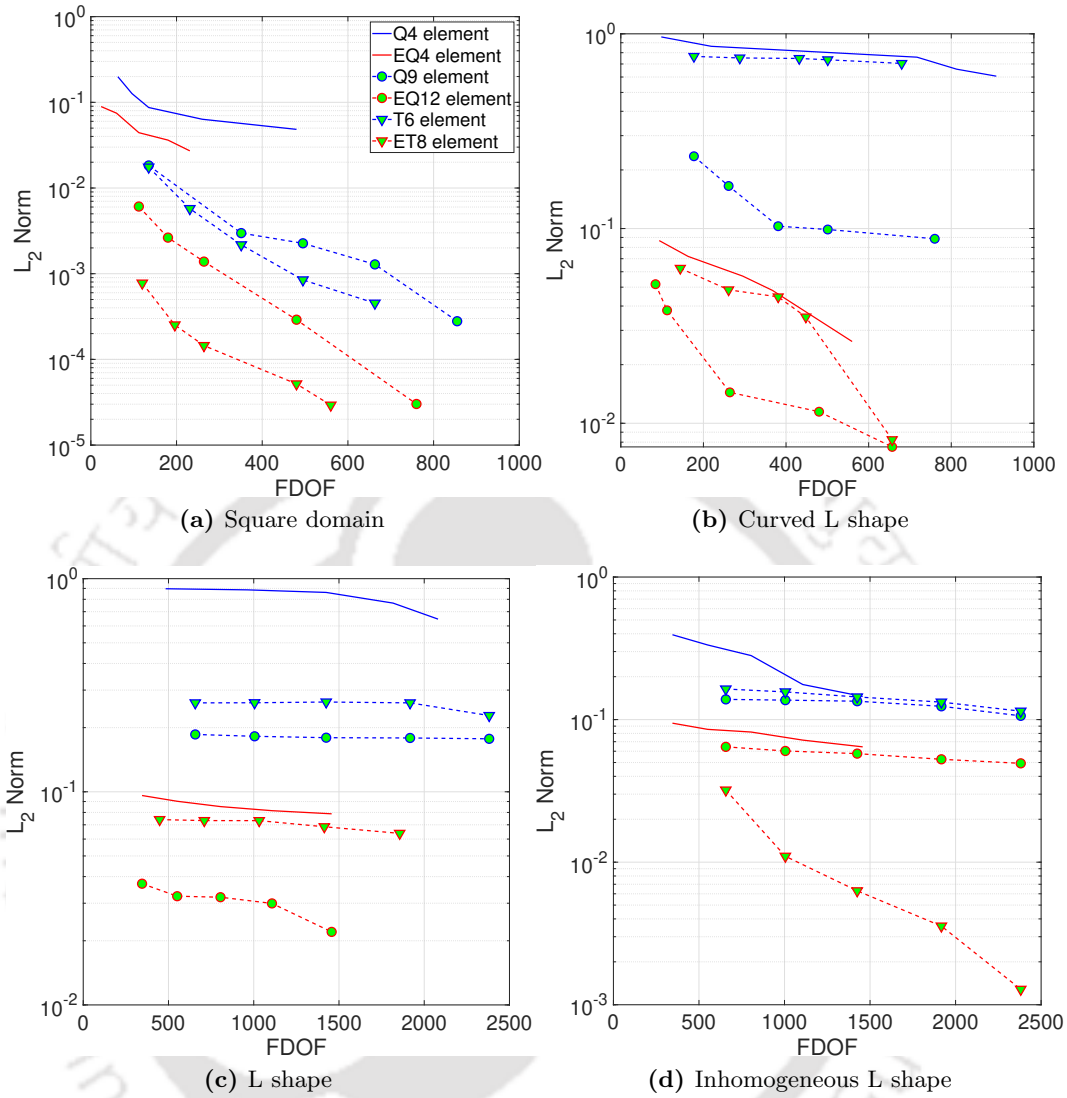 10^0
10^-1
10^-2
10^-3
10^-4
10^-5
L_2 Norm
0 200 400 600 800 1000
FDOF
Q4 element
EQ4 element
Q9 element
EQ12 element
T6 element
ET8 element
(a) Square domain
10^0
10^-1
10^-2
L_2 Norm
0 200 400 600 800 1000
FDOF
(b) Curved L shape
10^0
10^-1
10^-2
L_2 Norm
0 500 1000 1500 2000 2500
FDOF
(c) L shape
10^0
10^-1
10^-2
10^-3
L_2 Norm
0 500 1000 1500 2000 2500
FDOF
(d) Inhomogeneous L shape